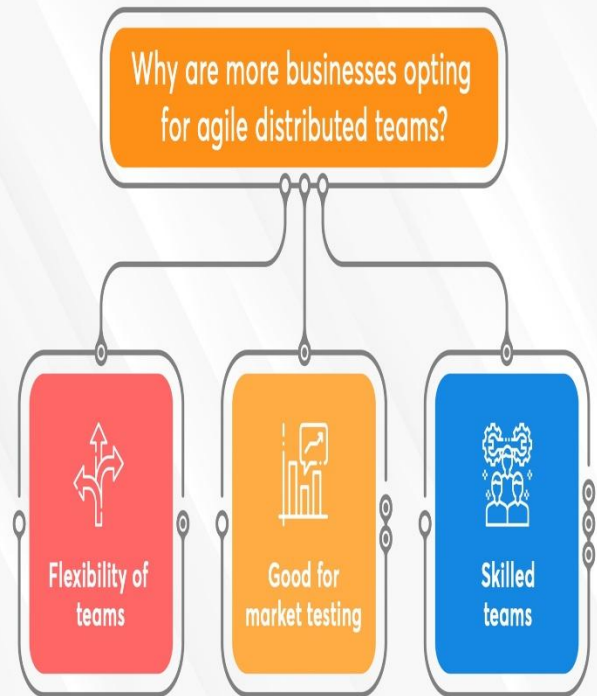 Why are more businesses opting
for agile distributed teams?
Flexibility of
teams
Good for
market testing
Skilled
teams